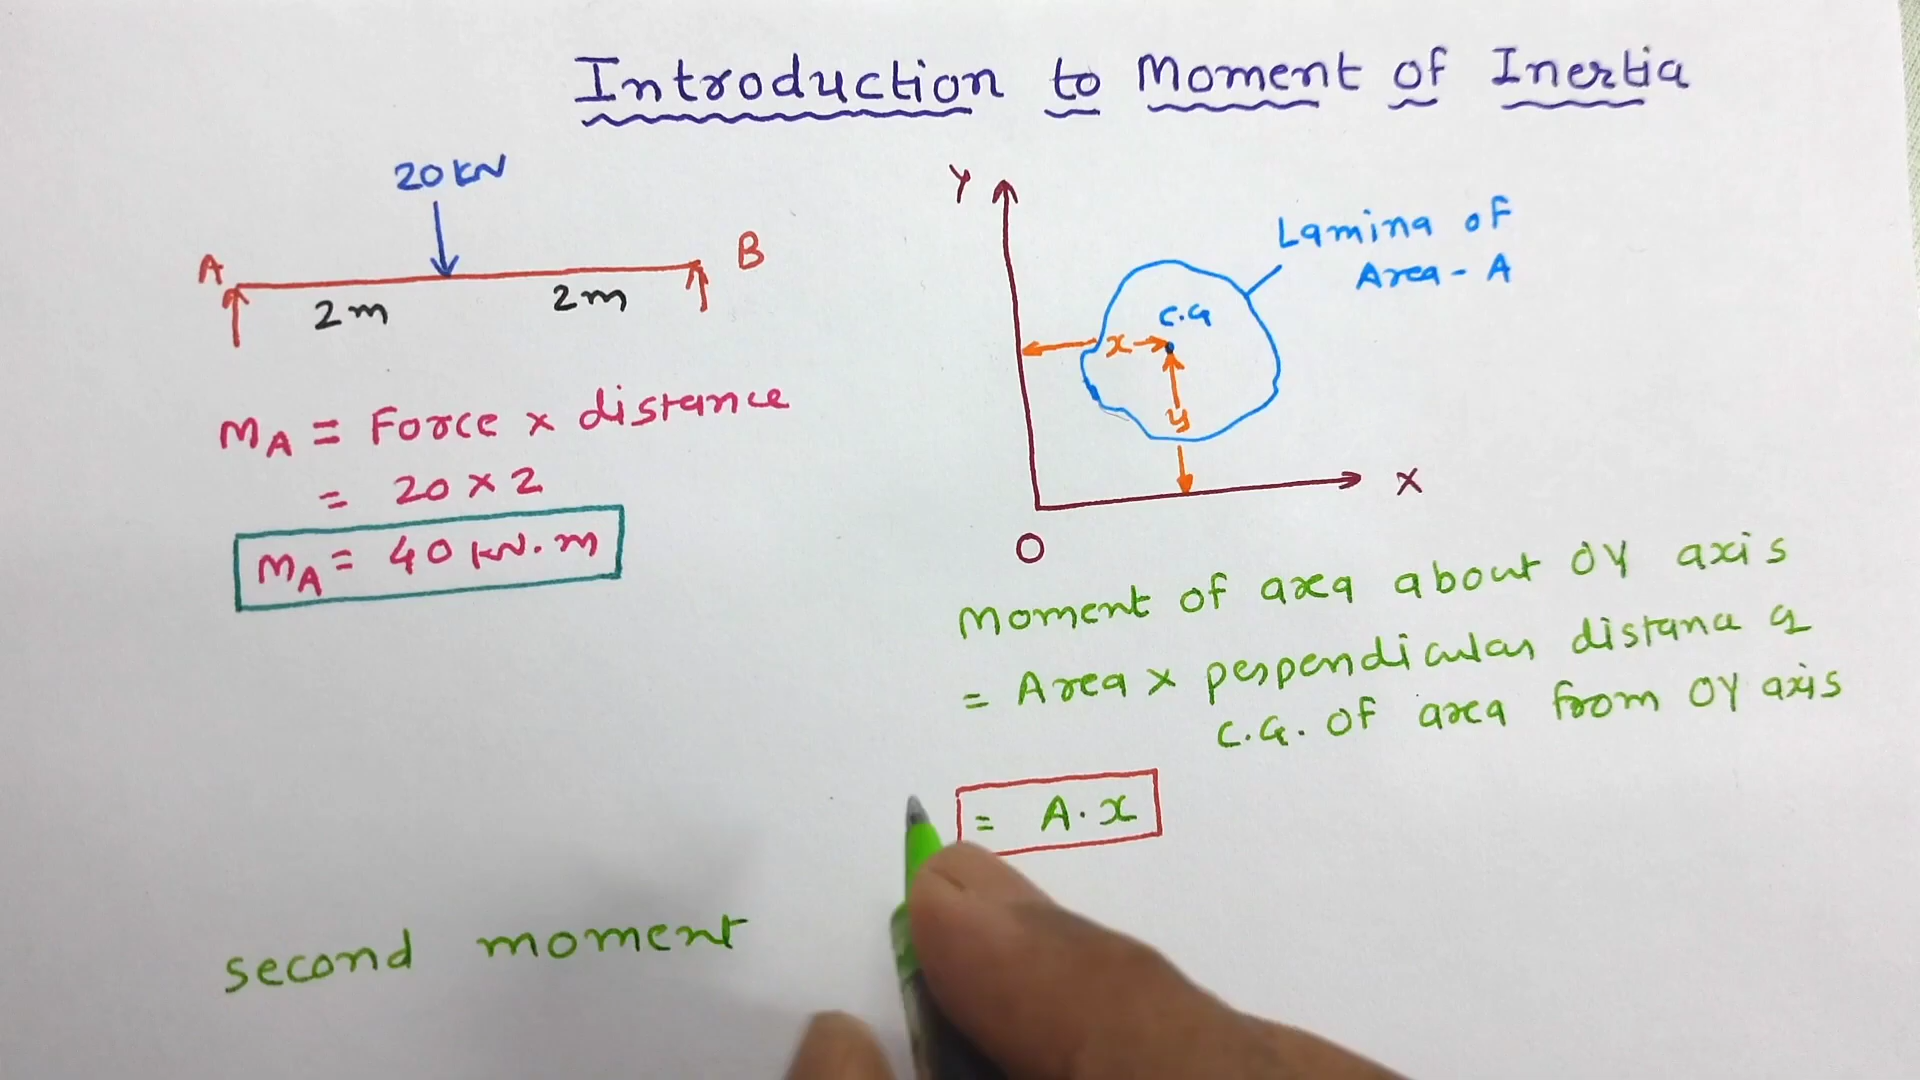 Introduction to Moment of Inertia
20 kN
A
B
2m
2m
MA = Force x distance
= 20 x 2
MA = 40 kN.m
Y
Lamina of
Area - A
C.G
x
y
X
O
Moment of area about OY axis
= Area x perpendicular distance of
C.G. of area from OY axis
= A.x
second moment